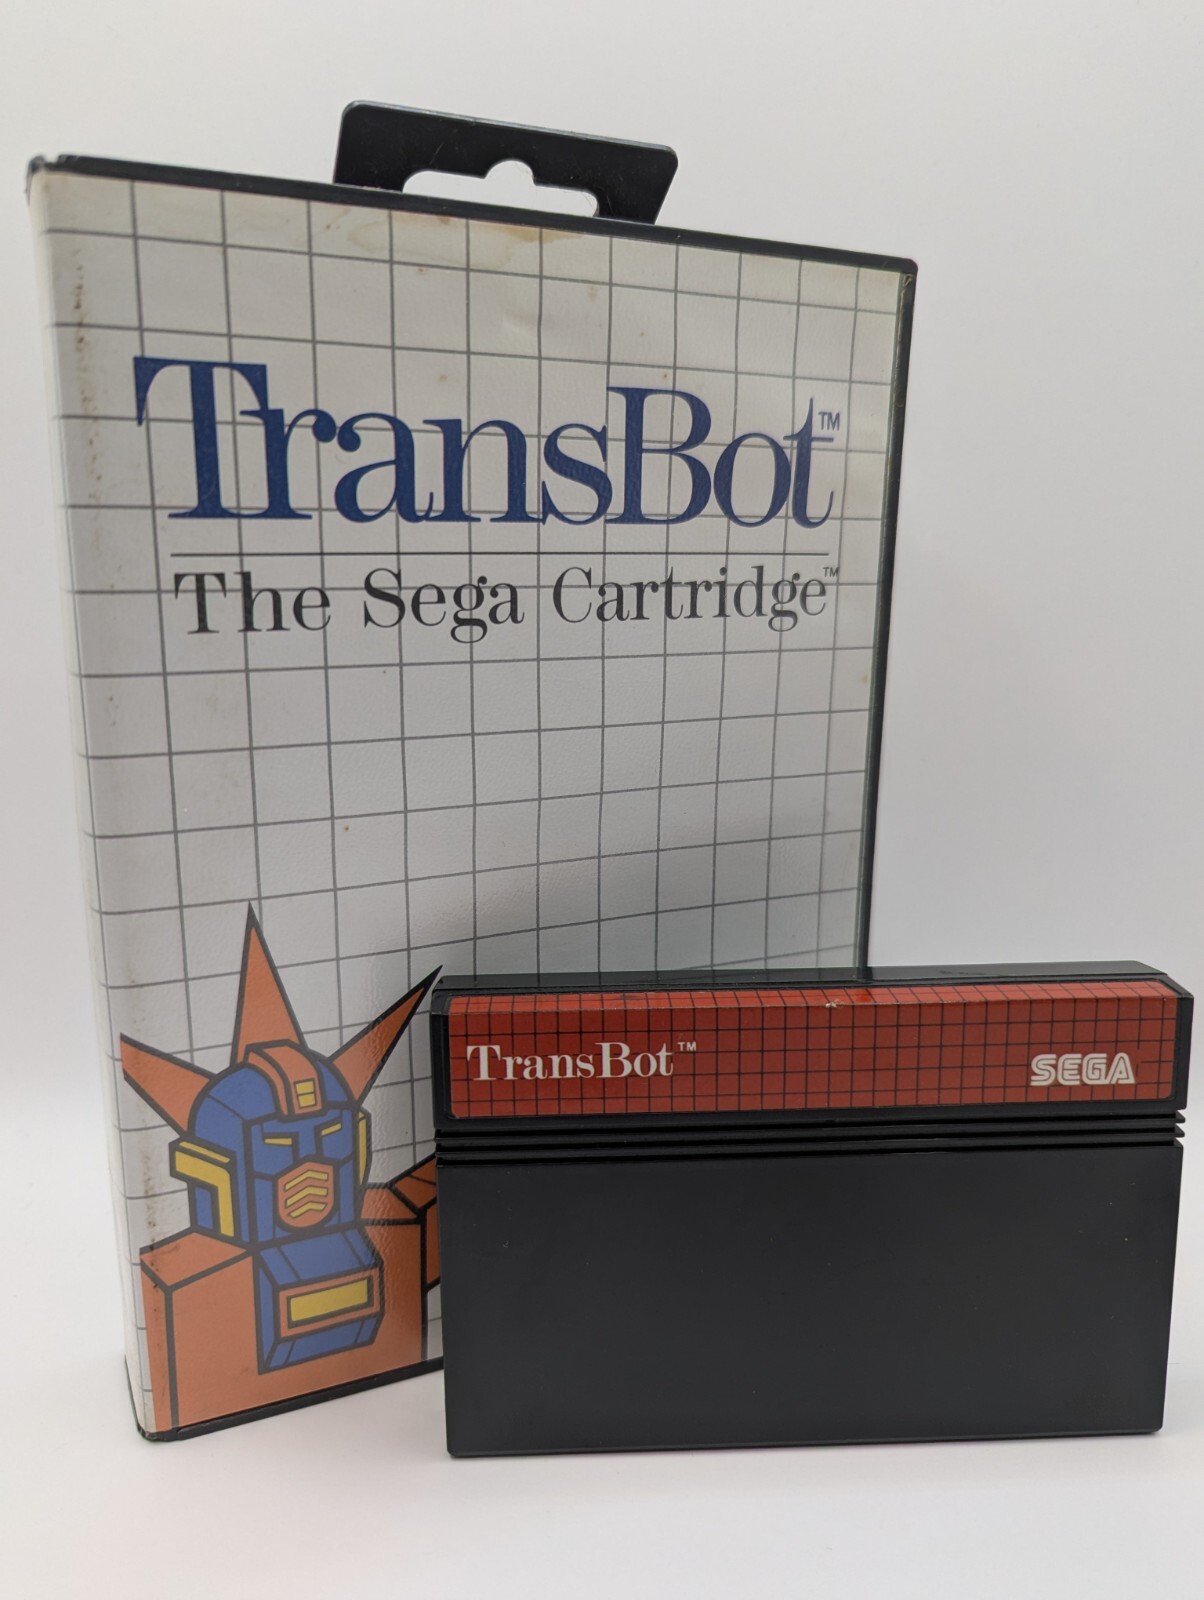 TransBot™
The Sega Cartridge™
TransBot™
SEGA